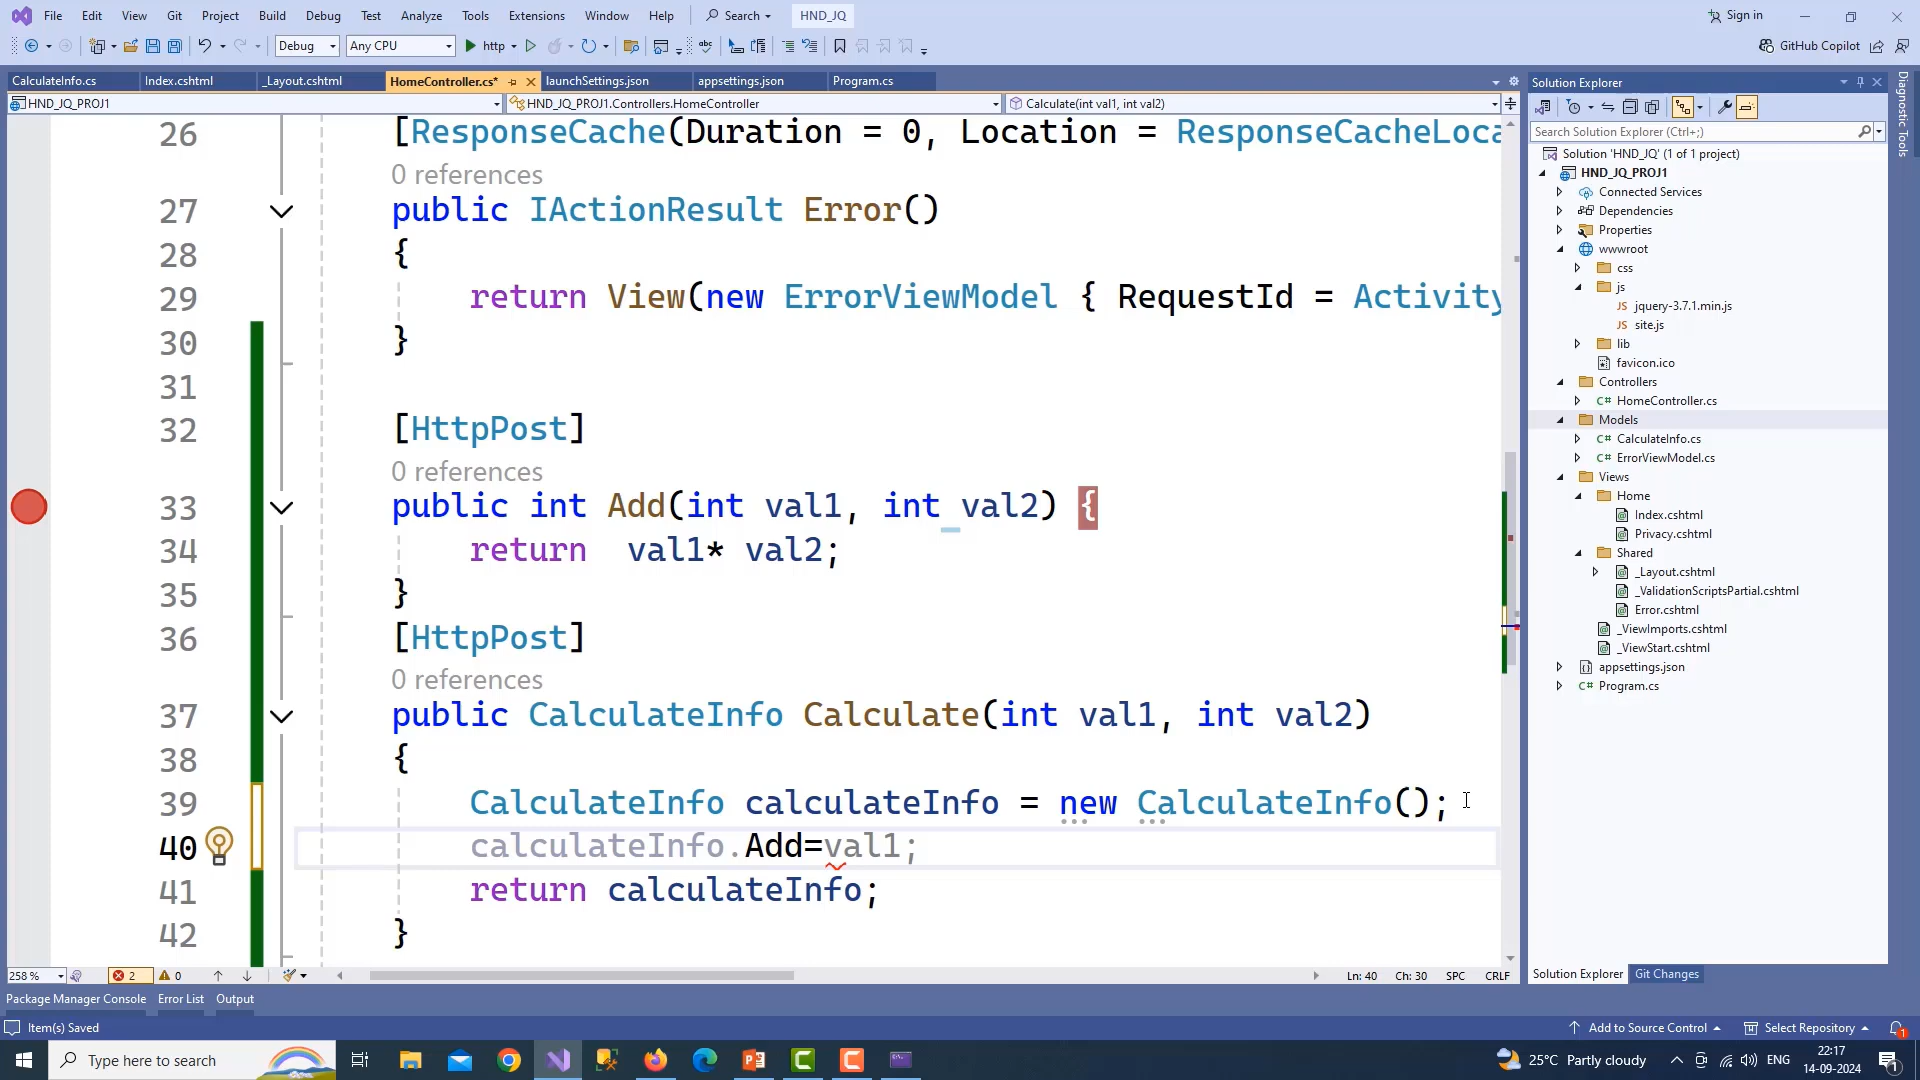 File Edit View Git Project Build Debug Test Analyze Tools Extensions Window Help Search HND_JQ Sign in
Debug Any CPU http GitHub Copilot
CalculateInfo.cs Index.cshtml _Layout.cshtml HomeController.cs* launchSettings.json appsettings.json Program.cs
HND_JQ_PROJ1 HND_JQ_PROJ1.Controllers.HomeController Calculate(int val1, int val2)
26 [ResponseCache(Duration = 0, Location = ResponseCacheLoca
0 references
27 public IActionResult Error()
28 {
29 return View(new ErrorViewModel { RequestId = Activity
30 }
31
32 [HttpPost]
0 references
33 public int Add(int val1, int val2) {
34 return val1* val2;
35 }
36 [HttpPost]
0 references
37 public CalculateInfo Calculate(int val1, int val2)
38 {
39 CalculateInfo calculateInfo = new CalculateInfo();
40 calculateInfo.Add=val1;
41 return calculateInfo;
42 }
258 % 2 0 Ln: 40 Ch: 30 SPC CRLF
Package Manager Console Error List Output
Item(s) Saved Add to Source Control Select Repository 1
Solution Explorer
Search Solution Explorer (Ctrl+;)
Solution 'HND_JQ' (1 of 1 project)
HND_JQ_PROJ1
Connected Services
Dependencies
Properties
wwwroot
css
js
JS jquery-3.7.1.min.js
JS site.js
lib
favicon.ico
Controllers
C# HomeController.cs
Models
C# CalculateInfo.cs
C# ErrorViewModel.cs
Views
Home
Index.cshtml
Privacy.cshtml
Shared
_Layout.cshtml
_ValidationScriptsPartial.cshtml
Error.cshtml
_ViewImports.cshtml
_ViewStart.cshtml
appsettings.json
C# Program.cs
Solution Explorer Git Changes
Diagnostic Tools
Type here to search
25°C Partly cloudy ENG 22:17
14-09-2024
1